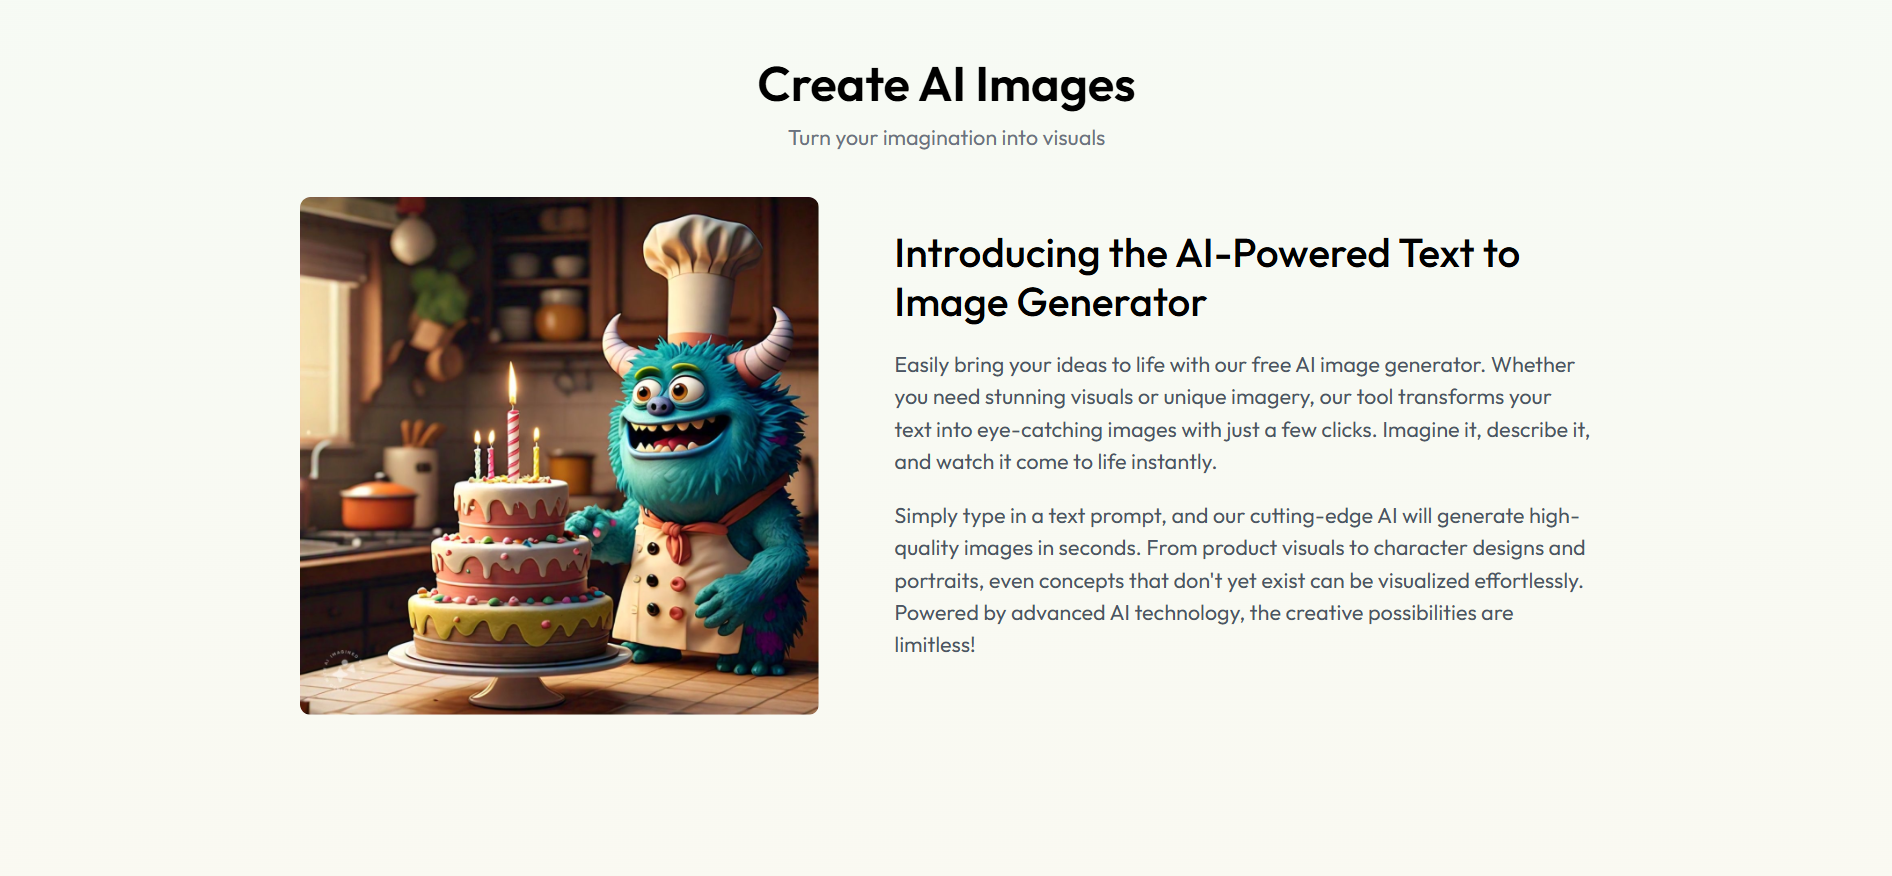 Create AI Images
Turn your imagination into visuals
Introducing the AI-Powered Text to
Image Generator
Easily bring your ideas to life with our free AI image generator. Whether
you need stunning visuals or unique imagery, our tool transforms your
text into eye-catching images with just a few clicks. Imagine it, describe it,
and watch it come to life instantly.
Simply type in a text prompt, and our cutting-edge AI will generate high-
quality images in seconds. From product visuals to character designs and
portraits, even concepts that don't yet exist can be visualized effortlessly.
Powered by advanced AI technology, the creative possibilities are
limitless!
AI IMAGINED